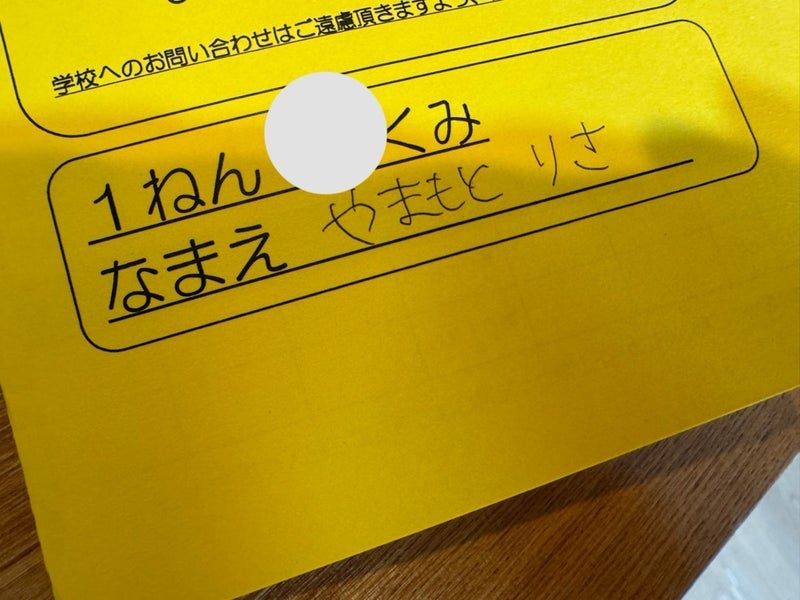 学校へのお問い合わせはご遠慮頂きますよう、
1ねん くみ
なまえ やまもと りさ